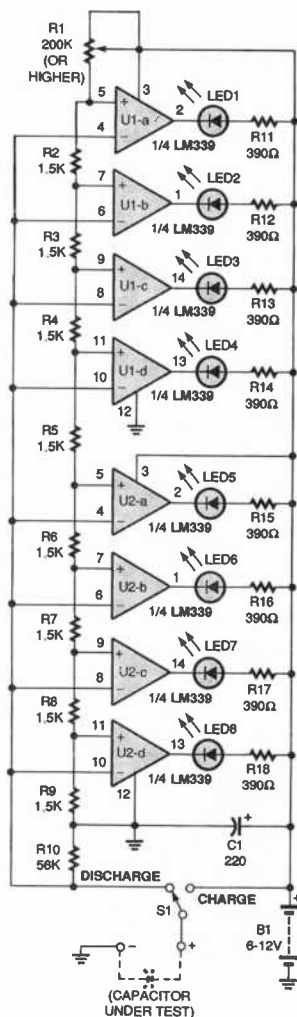 R1
200K
(OR
HIGHER)
5
3
+
2
LED1
U1-a
4
−
R11
390Ω
1/4 LM339
R2
1.5K
7
+
1
LED2
U1-b
6
−
R12
390Ω
1/4 LM339
R3
1.5K
9
+
14
LED3
U1-c
8
−
R13
390Ω
1/4 LM339
R4
1.5K
11
+
13
LED4
U1-d
10
−
R14
390Ω
12
1/4 LM339
R5
1.5K
5
3
+
2
LED5
U2-a
4
−
R15
390Ω
1/4 LM339
R6
1.5K
7
+
1
LED6
U2-b
6
−
R16
390Ω
1/4 LM339
R7
1.5K
9
+
14
LED7
U2-c
8
−
R17
390Ω
1/4 LM339
R8
1.5K
11
+
13
LED8
U2-d
10
−
R18
390Ω
12
1/4 LM339
R9
1.5K
+
C1
220
R10
56K
DISCHARGE
CHARGE
S1
+
B1
6-12V
−
+
(CAPACITOR
UNDER TEST)